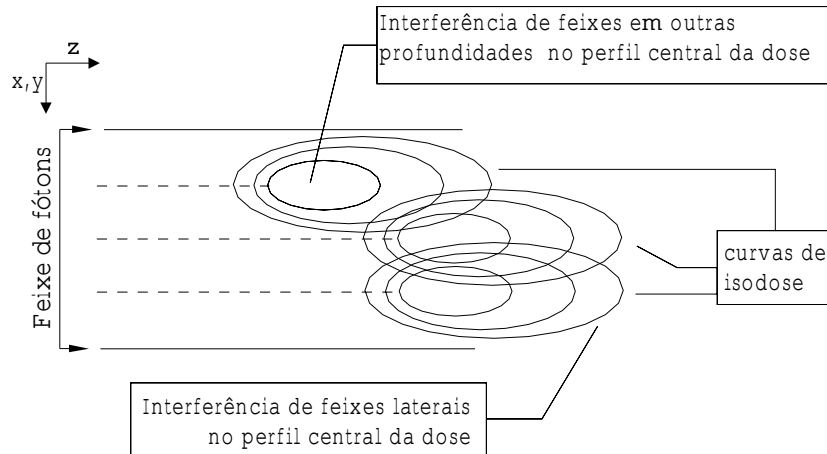 Interferência de feixes em outras
profundidades no perfil central da dose
z
x,y
Feixe de fótons
curvas de
isodose
Interferência de feixes laterais
no perfil central da dose